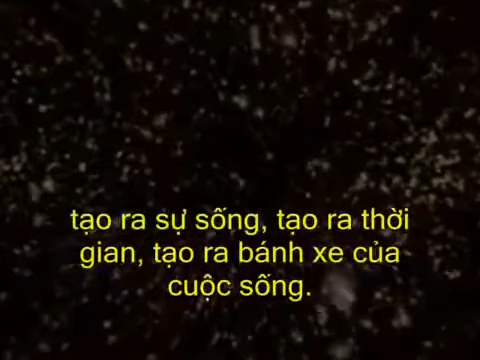 tạo ra sự sống, tạo ra thời
gian, tạo ra bánh xe của
cuộc sống.